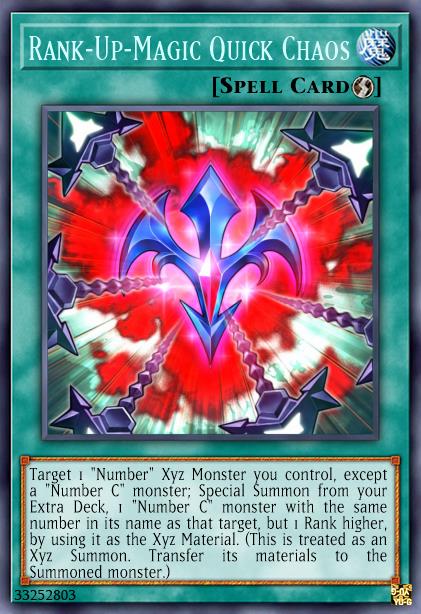 Rank-Up-Magic Quick Chaos
魔
[Spell Card]
Target 1 "Number" Xyz Monster you control, except
a "Number C" monster; Special Summon from your
Extra Deck, 1 "Number C" monster with the same
number in its name as that target, but 1 Rank higher,
by using it as the Xyz Material. (This is treated as an
Xyz Summon. Transfer its materials to the
Summoned monster.)
33252803